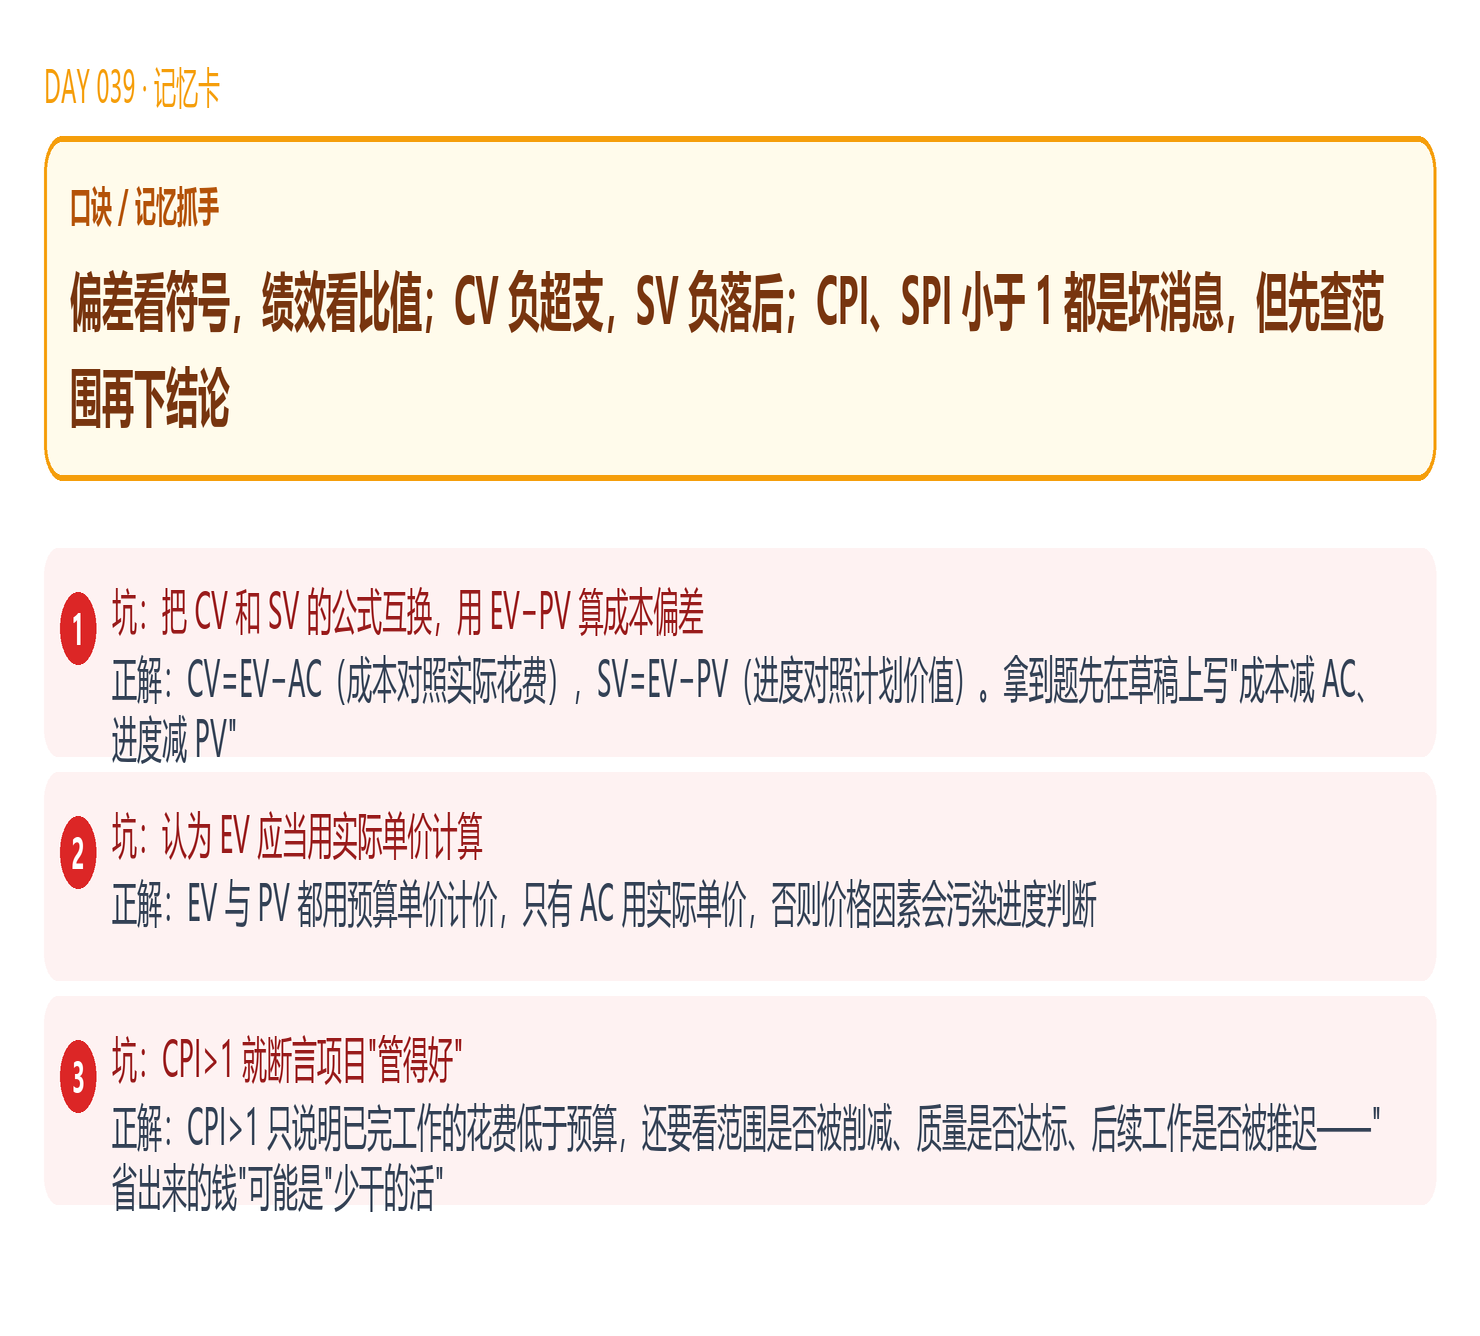 DAY 039 · 记忆卡
口诀 / 记忆抓手
偏差看符号，绩效看比值；CV 负超支，SV 负落后；CPI、SPI 小于 1 都是坏消息，但先查范
围再下结论
1
坑：把 CV 和 SV 的公式互换，用 EV−PV 算成本偏差
正解：CV=EV−AC（成本对照实际花费），SV=EV−PV（进度对照计划价值）。拿到题先在草稿上写"成本减 AC、
进度减 PV"
2
坑：认为 EV 应当用实际单价计算
正解：EV 与 PV 都用预算单价计价，只有 AC 用实际单价，否则价格因素会污染进度判断
3
坑：CPI>1 就断言项目"管得好"
正解：CPI>1 只说明已完工作的花费低于预算，还要看范围是否被削减、质量是否达标、后续工作是否被推迟——"
省出来的钱"可能是"少干的活"